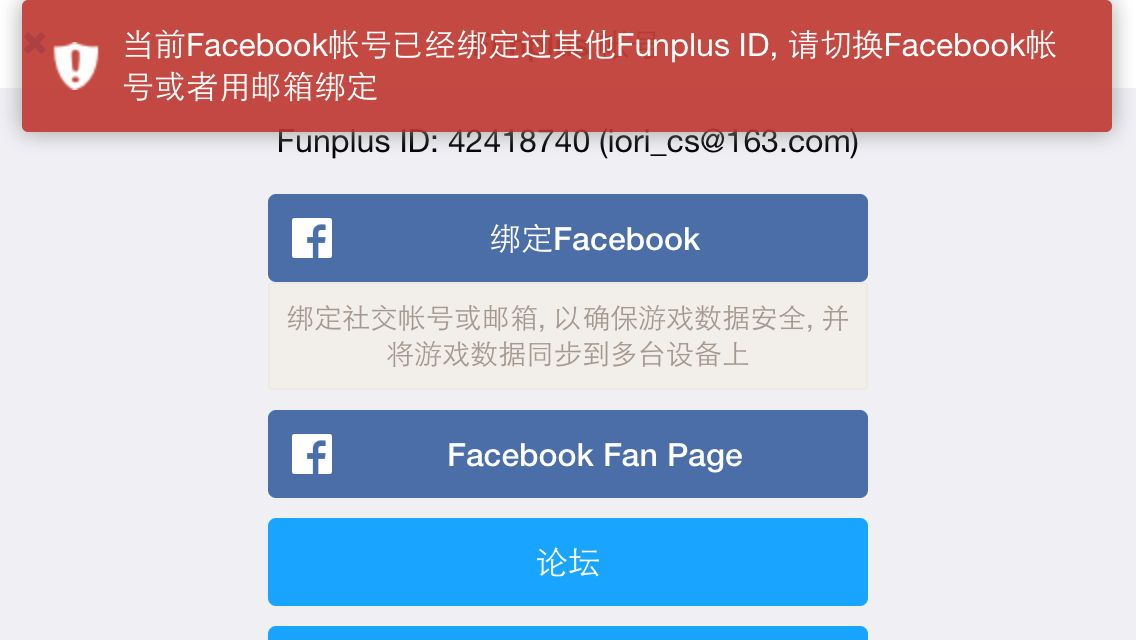 当前Facebook帐号已经绑定过其他Funplus ID, 请切换Facebook帐
号或者用邮箱绑定
Funplus ID: 42418740 (iori_cs@163.com)
绑定Facebook
绑定社交帐号或邮箱, 以确保游戏数据安全, 并
将游戏数据同步到多台设备上
Facebook Fan Page
论坛